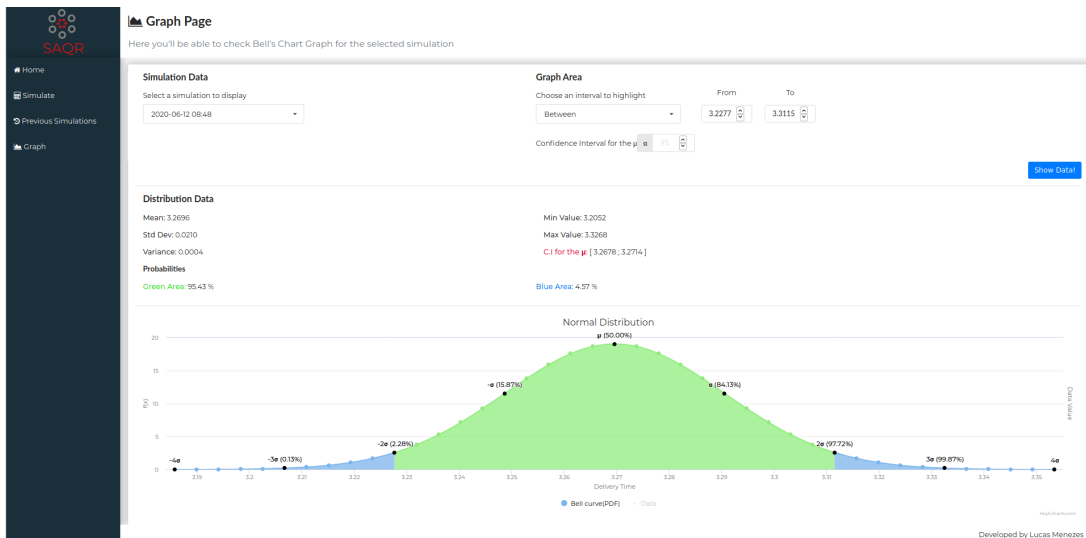 SAQR
Home
Simulate
Previous Simulations
Graph
Graph Page
Here you'll be able to check Bell's Chart Graph for the selected simulation
Simulation Data
Select a simulation to display
2020-06-12 08:48
Graph Area
Choose an interval to highlight
From
To
Between
3.2277
3.3115
Confidence Interval for the μ
α
95
Show Data!
Distribution Data
Mean: 3.2696
Min Value: 3.2052
Std Dev: 0.0210
Max Value: 3.3268
Variance: 0.0004
C.I for the μ: [ 3.2678 ; 3.2714 ]
Probabilities
Green Area: 95.43 %
Blue Area: 4.57 %
Normal Distribution
μ (50.00%)
-σ (15.87%)
σ (84.13%)
-2σ (2.28%)
2σ (97.72%)
-4σ
-3σ (0.13%)
3σ (99.87%)
4σ
20
15
10
5
0
f(x)
Data Value
3.19 3.2 3.21 3.22 3.23 3.24 3.25 3.26 3.27 3.28 3.29 3.3 3.31 3.32 3.33 3.34 3.35
Delivery Time
Bell curve(PDF)
Data
Highcharts.com
Developed by Lucas Menezes